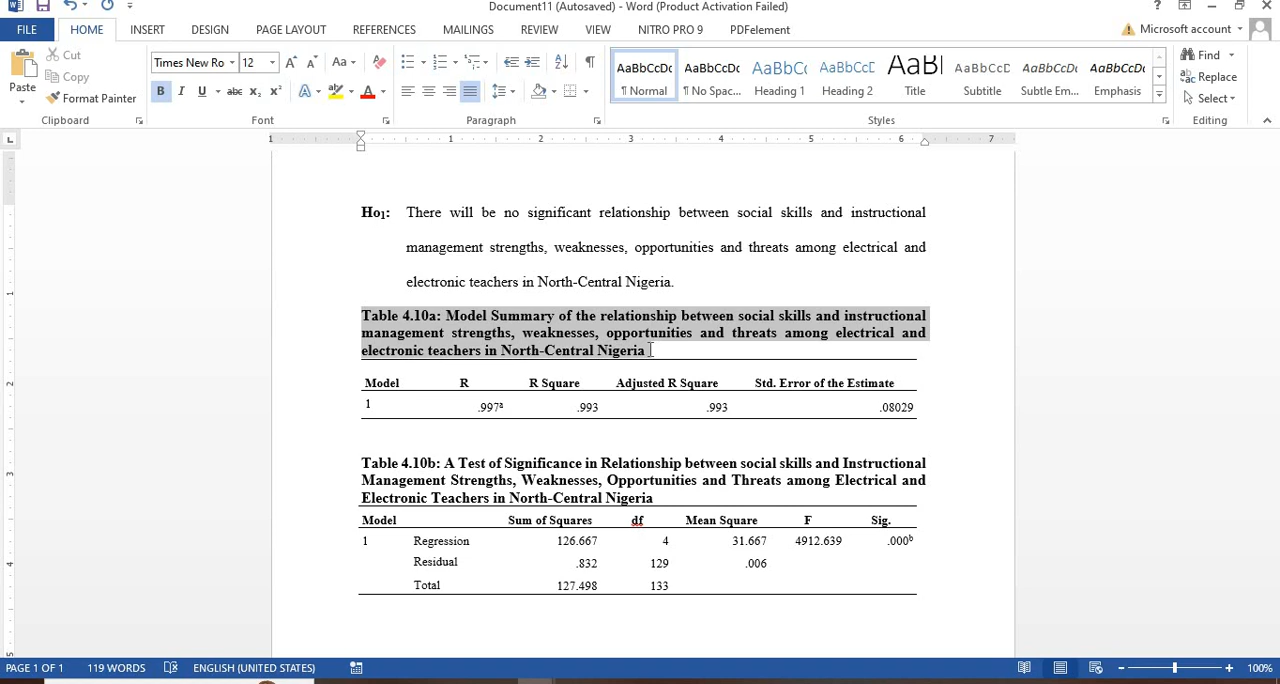 Document11 (Autosaved) - Word (Product Activation Failed)
FILE HOME INSERT DESIGN PAGE LAYOUT REFERENCES MAILINGS REVIEW VIEW NITRO PRO 9 PDFelement Microsoft account
Cut
Copy
Format Painter
Paste
Clipboard
Times New Ro 12
Font
Paragraph
AaBbCcDc AaBbCcDc AaBbCc AaBbCcE AaBl AaBbCcD AaBbCcDc AaBbCcDc
¶ Normal ¶ No Spac... Heading 1 Heading 2 Title Subtitle Subtle Em... Emphasis
Styles
Find
Replace
Select
Editing
1 1 2 3 4 5 6 7
Ho1: There will be no significant relationship between social skills and instructional
management strengths, weaknesses, opportunities and threats among electrical and
electronic teachers in North-Central Nigeria.
Table 4.10a: Model Summary of the relationship between social skills and instructional
management strengths, weaknesses, opportunities and threats among electrical and
electronic teachers in North-Central Nigeria
Model R R Square Adjusted R Square Std. Error of the Estimate
1 .997a .993 .993 .08029
Table 4.10b: A Test of Significance in Relationship between social skills and Instructional
Management Strengths, Weaknesses, Opportunities and Threats among Electrical and
Electronic Teachers in North-Central Nigeria
Model Sum of Squares df Mean Square F Sig.
1 Regression 126.667 4 31.667 4912.639 .000b
Residual .832 129 .006
Total 127.498 133
PAGE 1 OF 1 119 WORDS ENGLISH (UNITED STATES) 100%